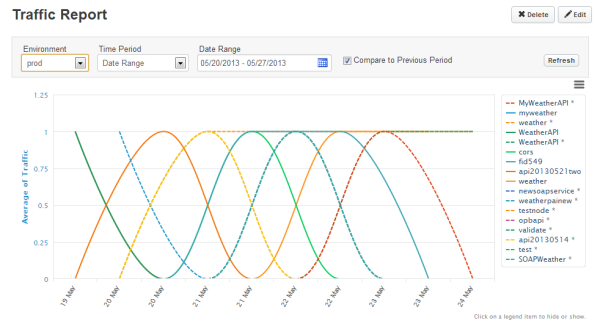 Traffic Report
Delete
Edit
Environment
Time Period
Date Range
prod
Date Range
05/20/2013 - 05/27/2013
Compare to Previous Period
Refresh
1.25
1
0.75
0.5
0.25
0
Average of Traffic
19 May
20 May
20 May
21 May
21 May
22 May
22 May
23 May
23 May
24 May
MyWeatherAPI *
myweather
weather *
WeatherAPI
WeatherAPI *
cors
fid549
api20130521two
weather
newsoapservice *
weatherpainew *
testnode *
opbapi *
validate *
api20130514 *
test *
SOAPWeather *
Click on a legend item to hide or show.